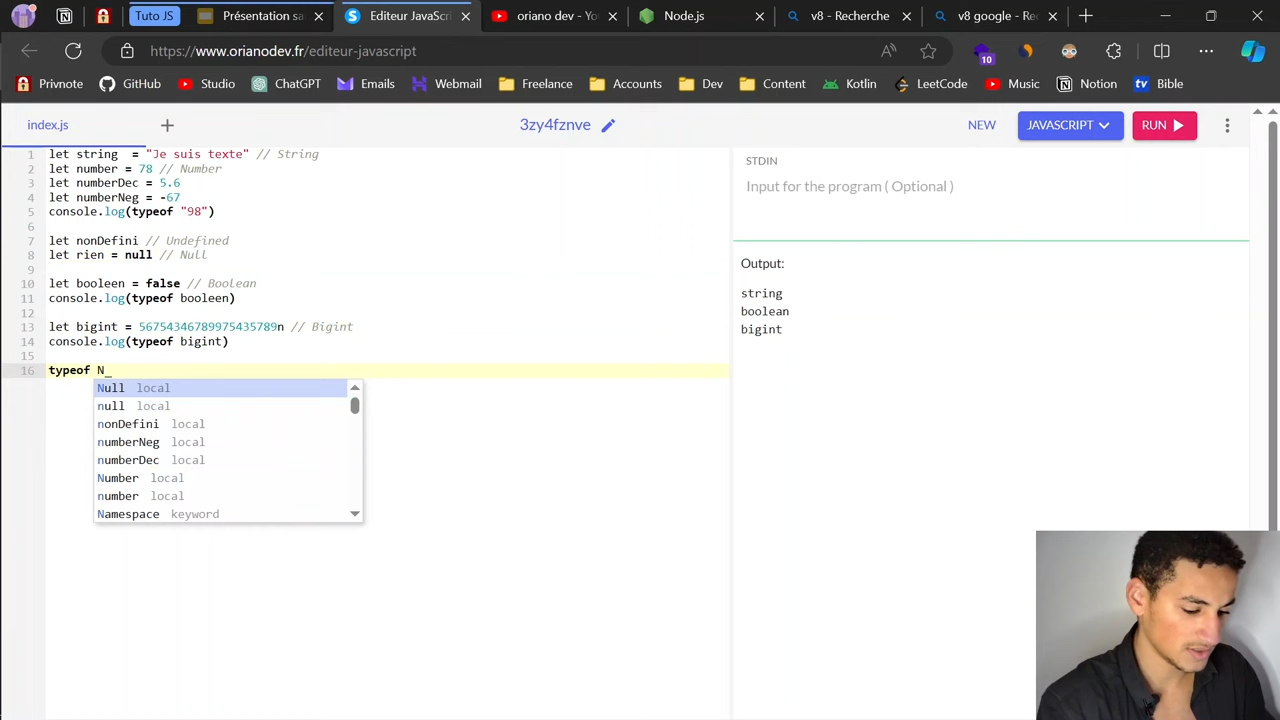 Tuto JS
Présentation sa
Editeur JavaScri
oriano dev - Yo
Node.js
v8 - Recherche
v8 google - Re
https://www.orianodev.fr/editeur-javascript
10
Privnote
GitHub
Studio
ChatGPT
Emails
Webmail
Freelance
Accounts
Dev
Content
Kotlin
LeetCode
Music
Notion
tv Bible
index.js
3zy4fznve
NEW
JAVASCRIPT
RUN
1 let string = "Je suis texte" // String
2 let number = 78 // Number
3 let numberDec = 5.6
4 let numberNeg = -67
5 console.log(typeof "98")
6
7 let nonDefini // Undefined
8 let rien = null // Null
9
10 let booleen = false // Boolean
11 console.log(typeof booleen)
12
13 let bigint = 56754346789975435789n // Bigint
14 console.log(typeof bigint)
15
16 typeof N_
Null local
null local
nonDefini local
numberNeg local
numberDec local
Number local
number local
Namespace keyword
STDIN
Input for the program ( Optional )
Output:
string
boolean
bigint